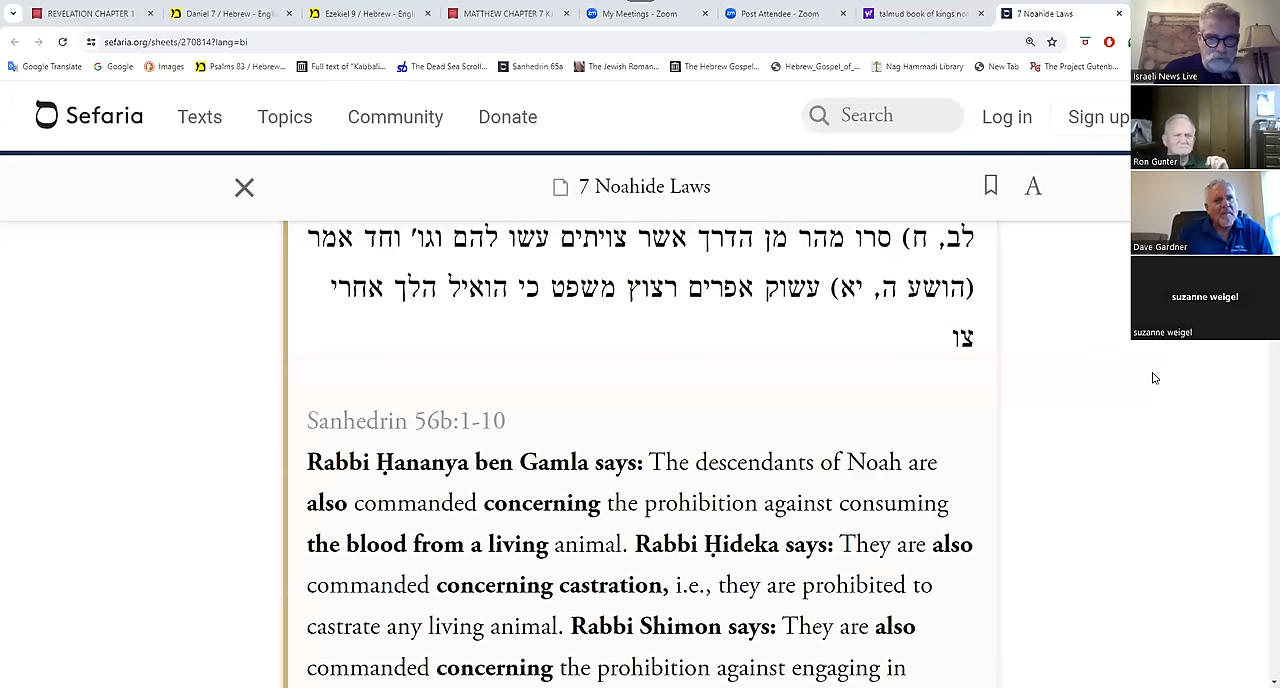 REVELATION CHAPTER 1
Daniel 7 / Hebrew - Engli
Ezekiel 9 / Hebrew - Engl
MATTHEW CHAPTER 7 KJ
My Meetings - Zoom
Post Attendee - Zoom
talmud book of kings noa
7 Noahide Laws
sefaria.org/sheets/270814?lang=bi
Google Translate
Google
Images
Psalms 83 / Hebrew...
Full text of "Kabbali...
The Dead Sea Scroll...
Sanhedrin 65a
The Jewish Roman...
The Hebrew Gospel...
Hebrew_Gospel_of_...
Nag Hammadi Library
New Tab
The Project Gutenb...
Sefaria
Texts
Topics
Community
Donate
Search
Log in
Sign up
7 Noahide Laws
A
לב, ח) סרו מהר מן הדרך אשר צויתים עשו להם וגו' וחד אמר
(הושע ה, יא) עשוק אפרים רצוץ משפט כי הואיל הלך אחרי
צו
Sanhedrin 56b:1-10
Rabbi Ḥananya ben Gamla says: The descendants of Noah are
also commanded concerning the prohibition against consuming
the blood from a living animal. Rabbi Ḥideka says: They are also
commanded concerning castration, i.e., they are prohibited to
castrate any living animal. Rabbi Shimon says: They are also
commanded concerning the prohibition against engaging in
Israeli News Live
Ron Gunter
Dave Gardner
suzanne weigel
suzanne weigel